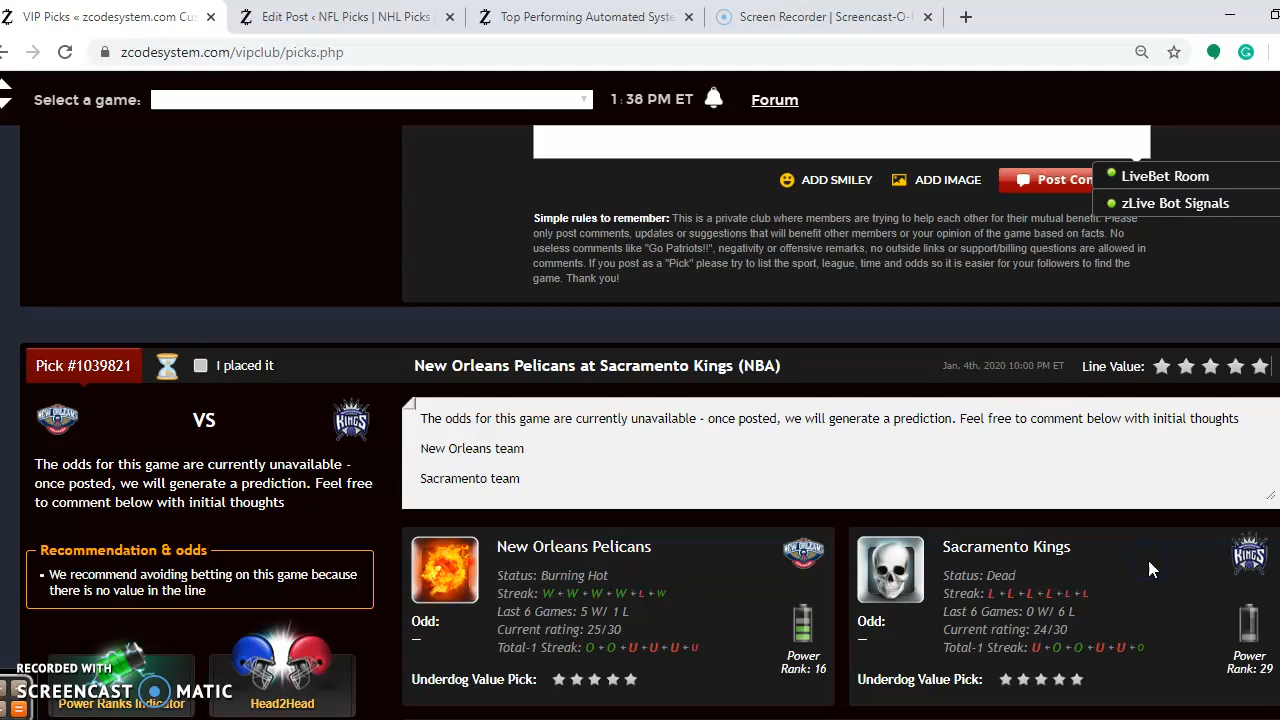 VIP Picks « zcodesystem.com Cus
Edit Post ‹ NFL Picks | NHL Picks
Top Performing Automated Syste
Screen Recorder | Screencast-O-
zcodesystem.com/vipclub/picks.php
Select a game:
1:38 PM ET
Forum
ADD SMILEY
ADD IMAGE
Post Con
LiveBet Room
zLive Bot Signals
Simple rules to remember: This is a private club where members are trying to help each other for their mutual benefit. Please
only post comments, updates or suggestions that will benefit other members or your opinion of the game based on facts. No
useless comments like "Go Patriots!!", negativity or offensive remarks, no outside links or support/billing questions are allowed in
comments. If you post as a "Pick" please try to list the sport, league, time and odds so it is easier for your followers to find the
game. Thank you!
Pick #1039821
I placed it
New Orleans Pelicans at Sacramento Kings (NBA)
Jan. 4th, 2020 10:00 PM ET
Line Value:
VS
KINGS
The odds for this game are currently unavailable -
once posted, we will generate a prediction. Feel free
to comment below with initial thoughts
The odds for this game are currently unavailable - once posted, we will generate a prediction. Feel free to comment below with initial thoughts
New Orleans team
Sacramento team
Recommendation & odds
We recommend avoiding betting on this game because
there is no value in the line
New Orleans Pelicans
Status: Burning Hot
Streak: W + W + W + W + L + W
Last 6 Games: 5 W/ 1 L
Current rating: 25/30
Total-1 Streak: O + O + U + U + U + U
Odd:
—
Underdog Value Pick:
Power
Rank: 16
Sacramento Kings
Status: Dead
Streak: L + L + L + L + L + L
Last 6 Games: 0 W/ 6 L
Current rating: 24/30
Total-1 Streak: U + O + O + U + U + O
Odd:
—
Underdog Value Pick:
KINGS
Power
Rank: 29
Power Ranks Indicator
Head2Head
RECORDED WITH
SCREENCAST MATIC